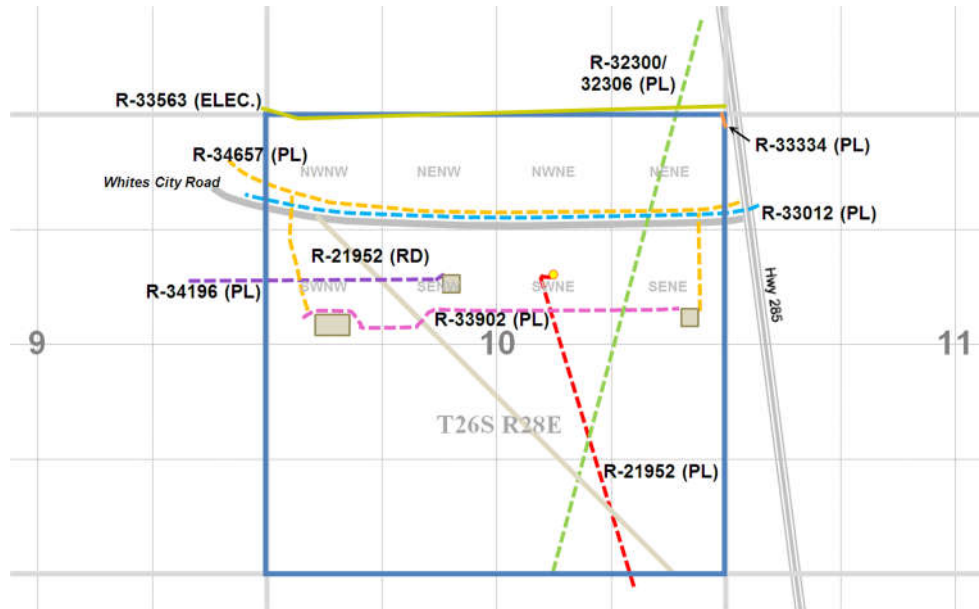 R-32300/
32306 (PL)
R-33563 (ELEC.)
R-33334 (PL)
R-34657 (PL)
NWNW
NENW
NWNE
NENE
Whites City Road
R-33012 (PL)
R-21952 (RD)
Hwy 285
R-34196 (PL)
SWNW
SENW
SWNE
SENE
R-33902 (PL)
9
10
11
T26S R28E
R-21952 (PL)